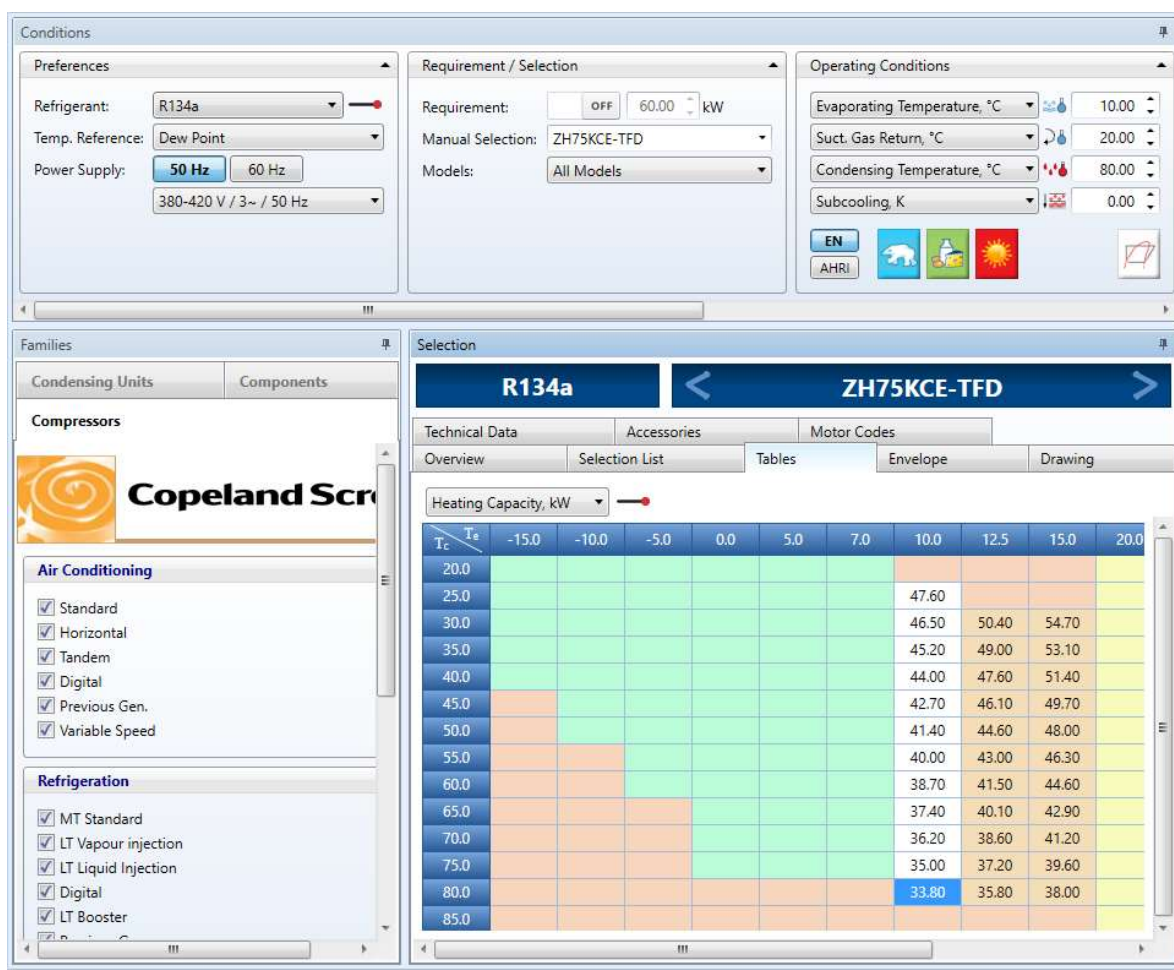 Conditions
Preferences
Refrigerant: R134a
Temp. Reference: Dew Point
Power Supply: 50 Hz 60 Hz
380-420 V / 3~ / 50 Hz
Requirement / Selection
Requirement: OFF 60.00 kW
Manual Selection: ZH75KCE-TFD
Models: All Models
Operating Conditions
Evaporating Temperature, °C 10.00
Suct. Gas Return, °C 20.00
Condensing Temperature, °C 80.00
Subcooling, K 0.00
EN
AHRI
Families
Condensing Units Components
Compressors
Copeland Scr
Air Conditioning
Standard
Horizontal
Tandem
Digital
Previous Gen.
Variable Speed
Refrigeration
MT Standard
LT Vapour injection
LT Liquid Injection
Digital
LT Booster
Selection
R134a < ZH75KCE-TFD >
Technical Data Accessories Motor Codes
Overview Selection List Tables Envelope Drawing
Heating Capacity, kW
Tc Te -15.0 -10.0 -5.0 0.0 5.0 7.0 10.0 12.5 15.0 20.0
20.0
25.0 47.60
30.0 46.50 50.40 54.70
35.0 45.20 49.00 53.10
40.0 44.00 47.60 51.40
45.0 42.70 46.10 49.70
50.0 41.40 44.60 48.00
55.0 40.00 43.00 46.30
60.0 38.70 41.50 44.60
65.0 37.40 40.10 42.90
70.0 36.20 38.60 41.20
75.0 35.00 37.20 39.60
80.0 33.80 35.80 38.00
85.0